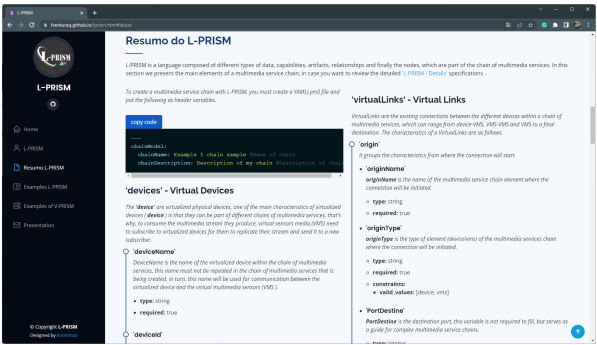 L-PRISM
fventuraq.github.io/lprism.html#about
L-PRISM
L-PRISM
Home
L-PRISM
Resumo L-PRISM
Examples L-PRISM
Examples of V-PRISM
Presentation
© Copyright L-PRISM
Designed by Bootstrap
Resumo do L-PRISM
L-PRISM is a language composed of different types of data, capabilities, artifacts, relationships and finally the nodes, which are part of the chain of multimedia services. In this
section we present the main elements of a multimedia service chain, in case you want to review the detailed 'L-PRISM - Details' specifications .
To create a multimedia service chain with L-PRISM, you must create a YAML(yml) file and
put the following as header variables.
copy code
---
chainModel:
chainName: Example 1 chain sample #Name of chain
chainDescription: Description of my chain #Description of chai
'devices' - Virtual Devices
The 'device' are virtualized physical devices, one of the main characteristics of virtualized
devices ( device ) is that they can be part of different chains of multimedia services, that's
why, to consume the multimedia stream they produce, virtual sensors media (VMS) need
to subscribe to virtualized devices for them to replicate their stream and send it to a new
subscriber.
'deviceName'
DeviceName is the name of the virtualized device within the chain of multimedia
services, this name must not be repeated in the chain of multimedia services that is
being created, in turn, this name will be used for communication between the
virtualized device and the virtual multimedia sensors (VMS ).
type: string
required: true
'deviceId'
'virtualLinks' - Virtual Links
VirtualLinks are the existing connections between the different devices within a chain of
multimedia services, which can range from device-VMS, VMS-VMS and VMS to a final
destination. The characteristics of a VirtualLinks are as follows.
'origin'
It groups the characteristics from where the connection will start.
'originName'
originName is the name of the multimedia service chain element where the
connection will be initiated.
type: string
required: true
'originType'
originType is the type of element (device/vms) of the multimedia services chain
where the connection will be initiated.
type: string
required: true
constraints:
valid_values: [device, vms]
'PortDestine'
PortDestine is the destination port, this variable is not required to fill, but serves as
a guide for complex multimedia service chains.
type: integer